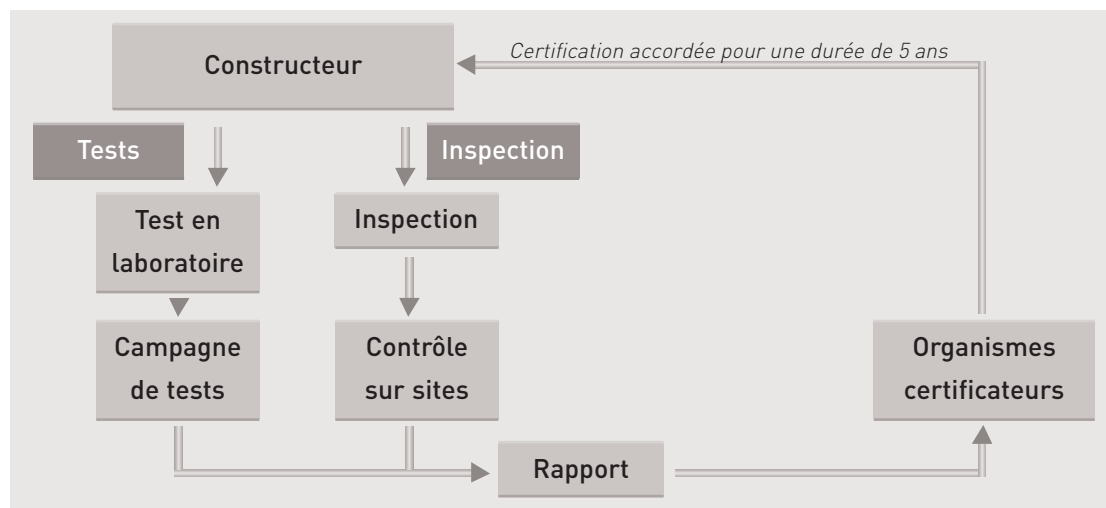 Constructeur
Certification accordée pour une durée de 5 ans
Tests
Inspection
Test en
laboratoire
Inspection
Campagne
de tests
Contrôle
sur sites
Organismes
certificateurs
Rapport